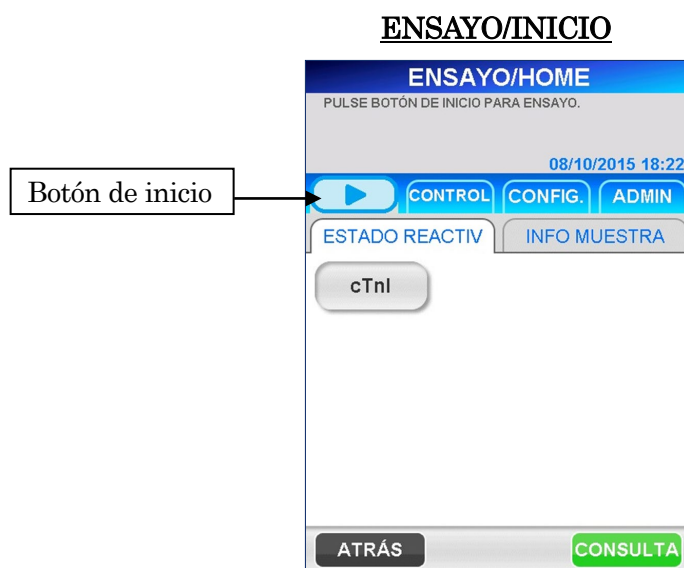 ENSAYO/INICIO
ENSAYO/HOME
PULSE BOTÓN DE INICIO PARA ENSAYO.
08/10/2015 18:22
Botón de inicio
CONTROL CONFIG. ADMIN
ESTADO REACTIV INFO MUESTRA
cTnI
ATRÁS CONSULTA